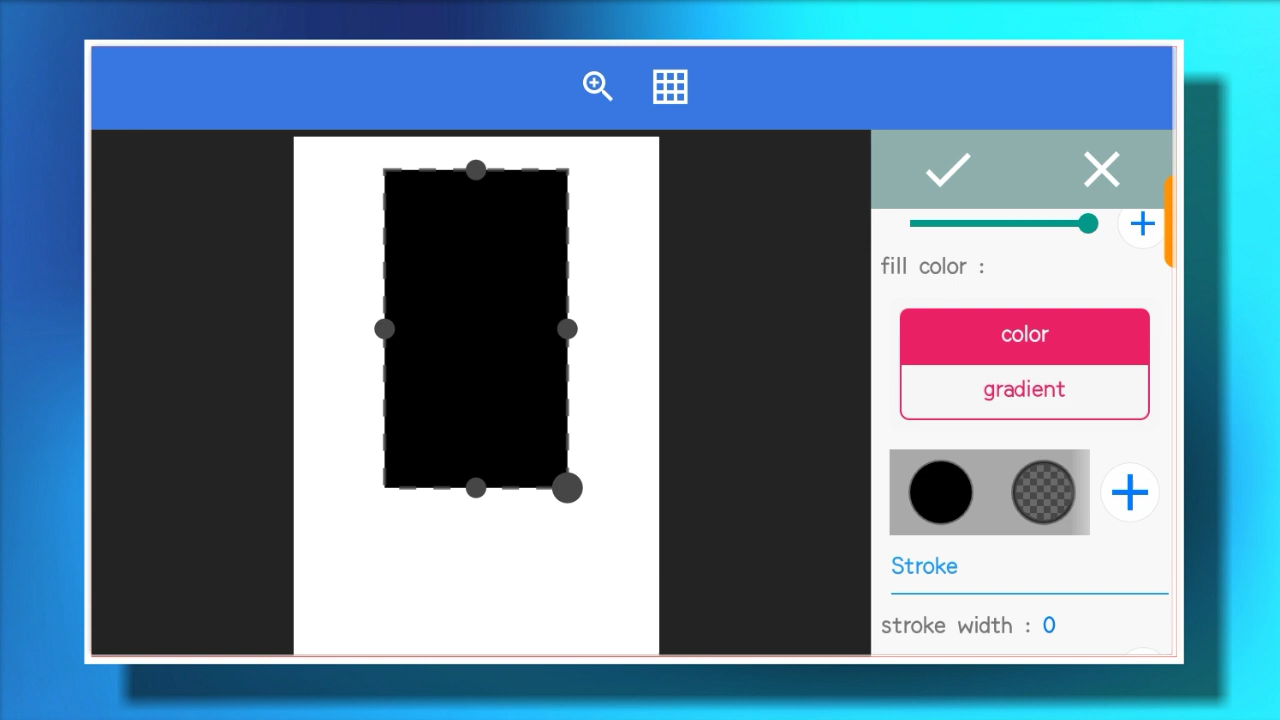 fill color :
color
gradient
Stroke
stroke width : 0